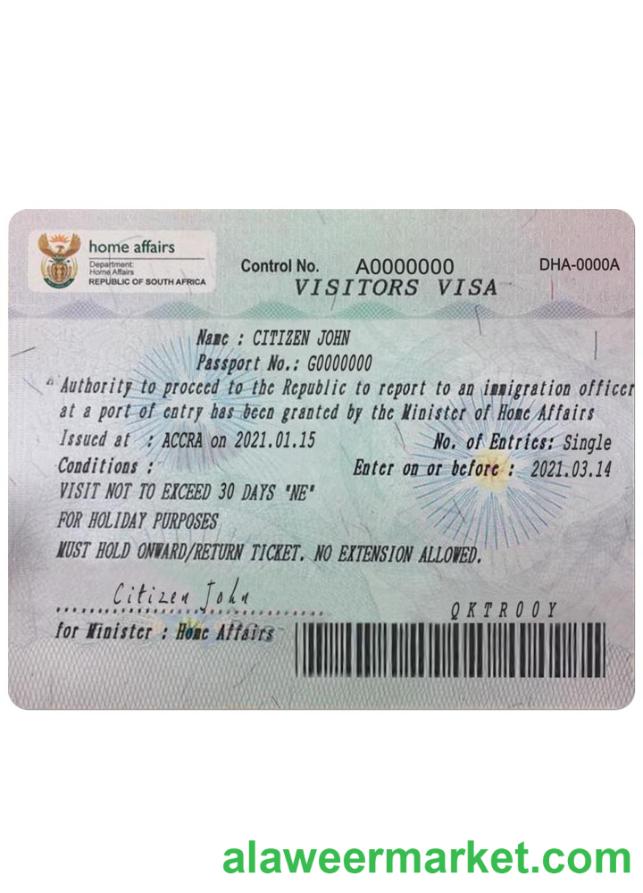 home affairs
Department:
Home Affairs
REPUBLIC OF SOUTH AFRICA
Control No. A0000000 DHA-0000A
VISITORS VISA
Name : CITIZEN JOHN
Passport No.: G0000000
Authority to proceed to the Republic to report to an immigration officer
at a port of entry has been granted by the Minister of Home Affairs
Issued at : ACCRA on 2021.01.15 No. of Entries: Single
Conditions : Enter on or before : 2021.03.14
VISIT NOT TO EXCEED 30 DAYS "NE"
FOR HOLIDAY PURPOSES
MUST HOLD ONWARD/RETURN TICKET. NO EXTENSION ALLOWED.
Citizen John
QKTR00Y
for Minister : Home Affairs
alaweermarket.com